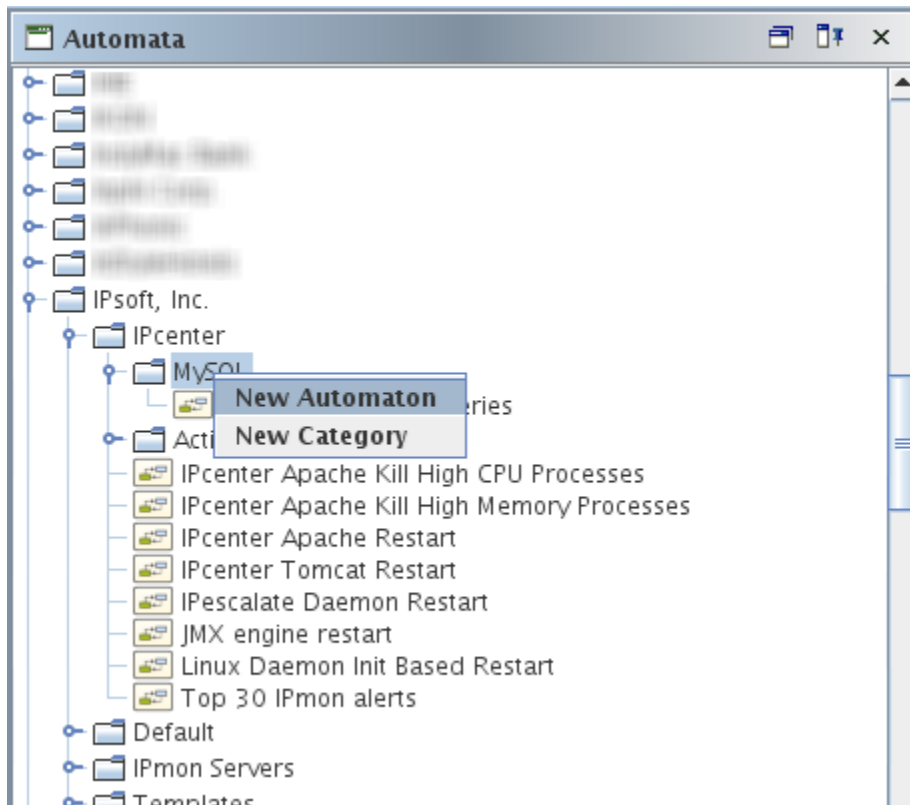 Automata
IPsoft, Inc.
IPcenter
MySQL
New Automaton
eries
New Category
Acti
IPcenter Apache Kill High CPU Processes
IPcenter Apache Kill High Memory Processes
IPcenter Apache Restart
IPcenter Tomcat Restart
IPescalate Daemon Restart
JMX engine restart
Linux Daemon Init Based Restart
Top 30 IPmon alerts
Default
IPmon Servers
Templates